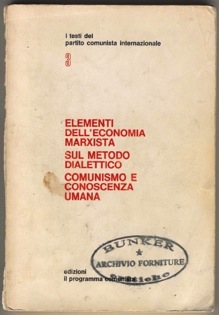 i testi del
partito comunista internazionale
3
ELEMENTI
DELL'ECONOMIA
MARXISTA
SUL METODO
DIALETTICO
COMUNISMO E
CONOSCENZA
UMANA
BUNKER
ARCHIVIO FORNITURE
edizioni
il programma comunista